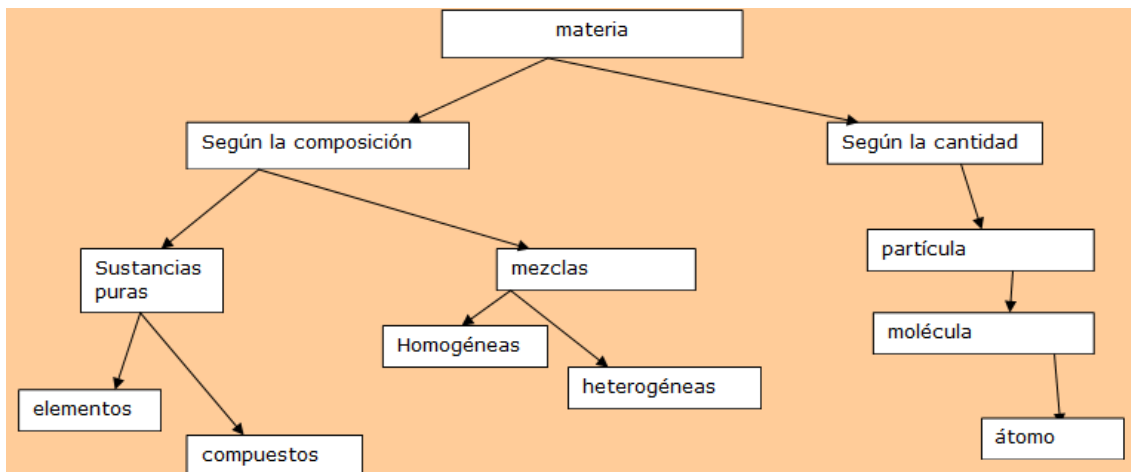 materia
Según la composición
Según la cantidad
Sustancias
puras
mezclas
partícula
Homogéneas
molécula
elementos
heterogéneas
compuestos
átomo